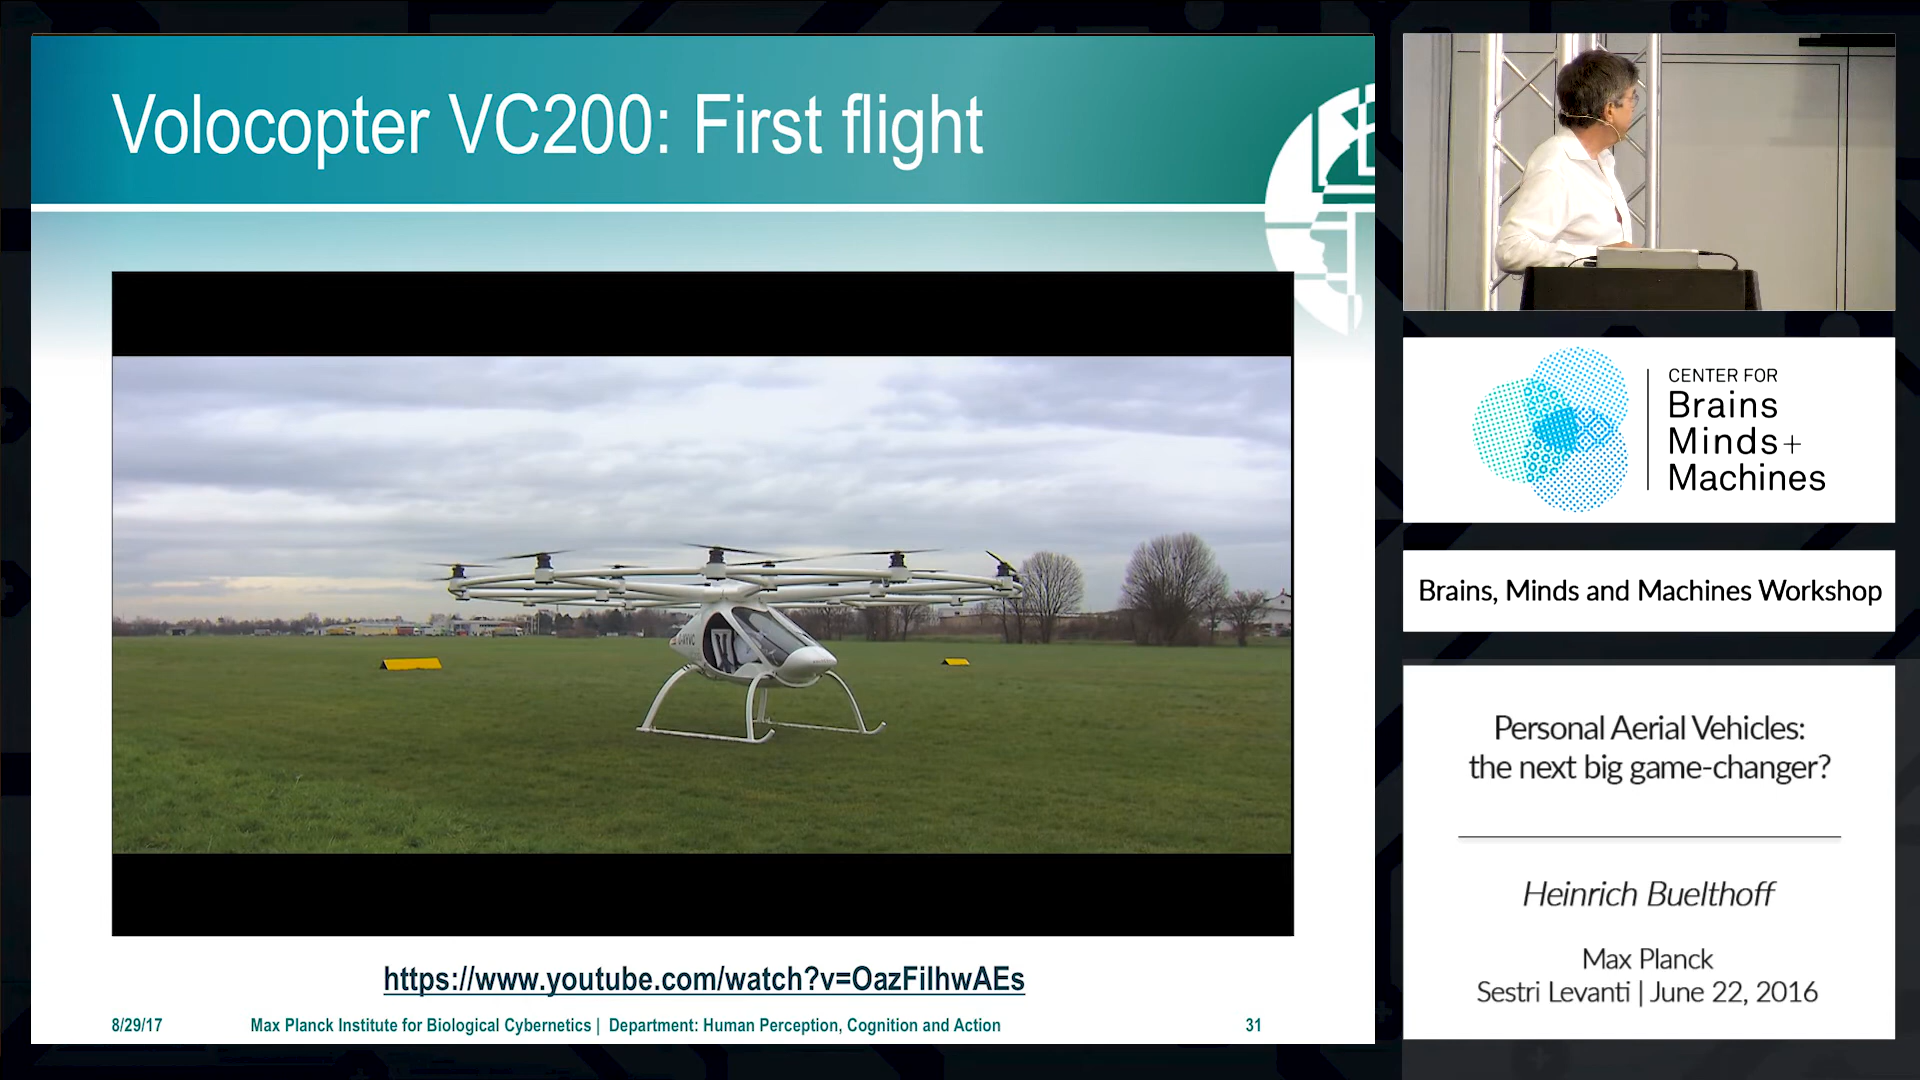 Volocopter VC200: First flight
https://www.youtube.com/watch?v=OazFilhwAEs
8/29/17
Max Planck Institute for Biological Cybernetics | Department: Human Perception, Cognition and Action
31
CENTER FOR
Brains
Minds+
Machines
Brains, Minds and Machines Workshop
Personal Aerial Vehicles:
the next big game-changer?
Heinrich Buelthoff
Max Planck
Sestri Levanti | June 22, 2016